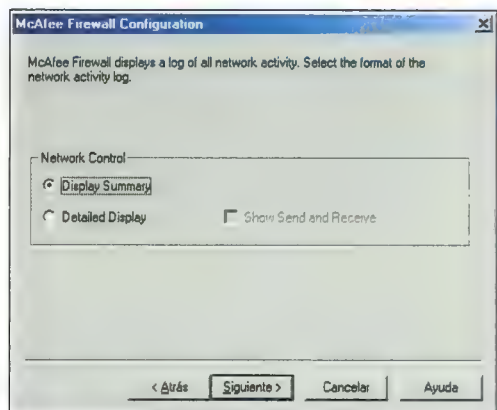 McAfee Firewall Configuration
McAfee Firewall displays a log of all network activity. Select the format of the
network activity log.
Network Control
Display Summary
Detailed Display
Show Send and Receive
< Atrás
Siguiente >
Cancelar
Ayuda